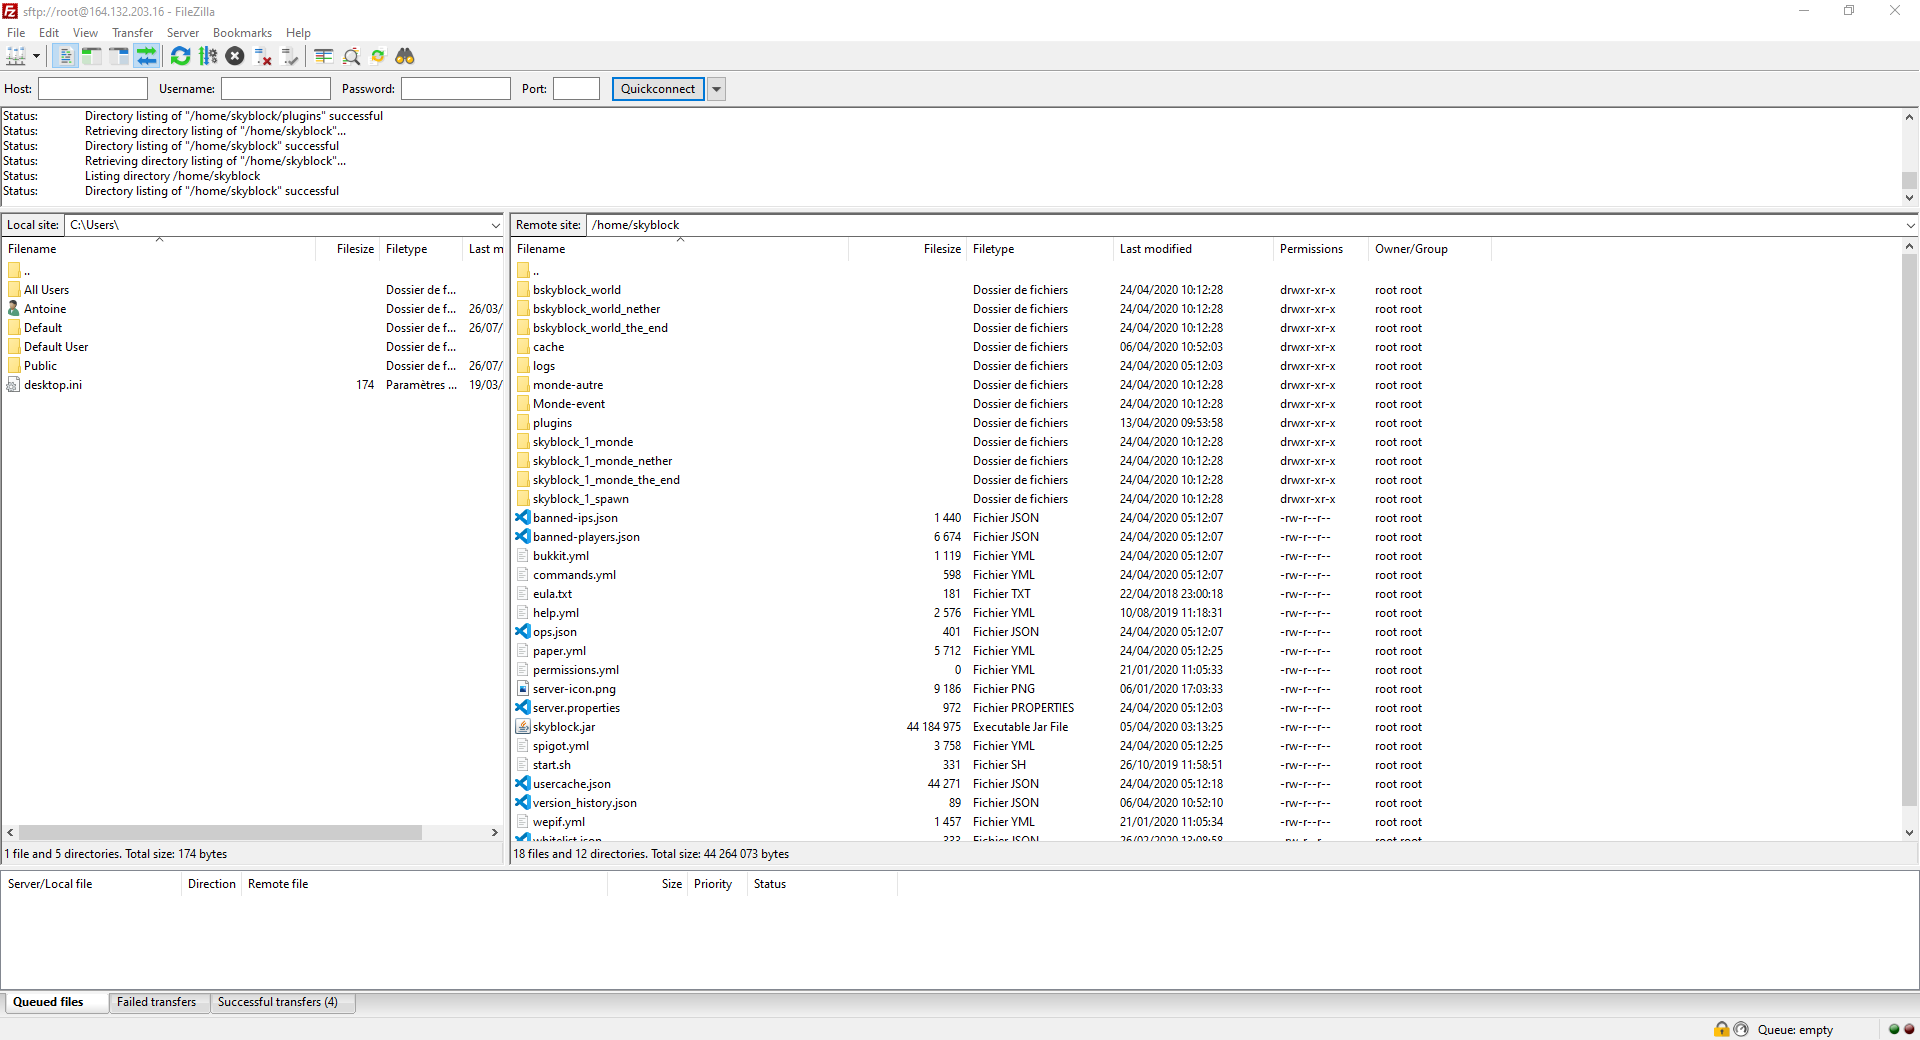 sftp://root@164.132.203.16 - FileZilla
File Edit View Transfer Server Bookmarks Help
Host: Username: Password: Port: Quickconnect
Status: Directory listing of "/home/skyblock/plugins" successful
Status: Retrieving directory listing of "/home/skyblock"...
Status: Directory listing of "/home/skyblock" successful
Status: Retrieving directory listing of "/home/skyblock"...
Status: Listing directory /home/skyblock
Status: Directory listing of "/home/skyblock" successful
Local site: C:\Users\
Filename Filesize Filetype Last m
..
All Users Dossier de f...
Antoine Dossier de f... 26/03/
Default Dossier de f... 26/07/
Default User Dossier de f...
Public Dossier de f... 26/07/
desktop.ini 174 Paramètres ... 19/03/
1 file and 5 directories. Total size: 174 bytes
Remote site: /home/skyblock
Filename Filesize Filetype Last modified Permissions Owner/Group
..
bskyblock_world Dossier de fichiers 24/04/2020 10:12:28 drwxr-xr-x root root
bskyblock_world_nether Dossier de fichiers 24/04/2020 10:12:28 drwxr-xr-x root root
bskyblock_world_the_end Dossier de fichiers 24/04/2020 10:12:28 drwxr-xr-x root root
cache Dossier de fichiers 06/04/2020 10:52:03 drwxr-xr-x root root
logs Dossier de fichiers 24/04/2020 05:12:03 drwxr-xr-x root root
monde-autre Dossier de fichiers 24/04/2020 10:12:28 drwxr-xr-x root root
Monde-event Dossier de fichiers 24/04/2020 10:12:28 drwxr-xr-x root root
plugins Dossier de fichiers 13/04/2020 09:53:58 drwxr-xr-x root root
skyblock_1_monde Dossier de fichiers 24/04/2020 10:12:28 drwxr-xr-x root root
skyblock_1_monde_nether Dossier de fichiers 24/04/2020 10:12:28 drwxr-xr-x root root
skyblock_1_monde_the_end Dossier de fichiers 24/04/2020 10:12:28 drwxr-xr-x root root
skyblock_1_spawn Dossier de fichiers 24/04/2020 10:12:28 drwxr-xr-x root root
banned-ips.json 1 440 Fichier JSON 24/04/2020 05:12:07 -rw-r--r-- root root
banned-players.json 6 674 Fichier JSON 24/04/2020 05:12:07 -rw-r--r-- root root
bukkit.yml 1 119 Fichier YML 24/04/2020 05:12:07 -rw-r--r-- root root
commands.yml 598 Fichier YML 24/04/2020 05:12:07 -rw-r--r-- root root
eula.txt 181 Fichier TXT 22/04/2018 23:00:18 -rw-r--r-- root root
help.yml 2 576 Fichier YML 10/08/2019 11:18:31 -rw-r--r-- root root
ops.json 401 Fichier JSON 24/04/2020 05:12:07 -rw-r--r-- root root
paper.yml 5 712 Fichier YML 24/04/2020 05:12:25 -rw-r--r-- root root
permissions.yml 0 Fichier YML 21/01/2020 11:05:33 -rw-r--r-- root root
server-icon.png 9 186 Fichier PNG 06/01/2020 17:03:33 -rw-r--r-- root root
server.properties 972 Fichier PROPERTIES 24/04/2020 05:12:03 -rw-r--r-- root root
skyblock.jar 44 184 975 Executable Jar File 05/04/2020 03:13:25 -rw-r--r-- root root
spigot.yml 3 758 Fichier YML 24/04/2020 05:12:25 -rw-r--r-- root root
start.sh 331 Fichier SH 26/10/2019 11:58:51 -rw-r--r-- root root
usercache.json 44 271 Fichier JSON 24/04/2020 05:12:18 -rw-r--r-- root root
version_history.json 89 Fichier JSON 06/04/2020 10:52:10 -rw-r--r-- root root
wepif.yml 1 457 Fichier YML 21/01/2020 11:05:34 -rw-r--r-- root root
whitelist.json 333 Fichier JSON 26/02/2020 13:08:58 -rw-r--r-- root root
18 files and 12 directories. Total size: 44 264 073 bytes
Server/Local file Direction Remote file Size Priority Status
Queued files Failed transfers Successful transfers (4)
Queue: empty